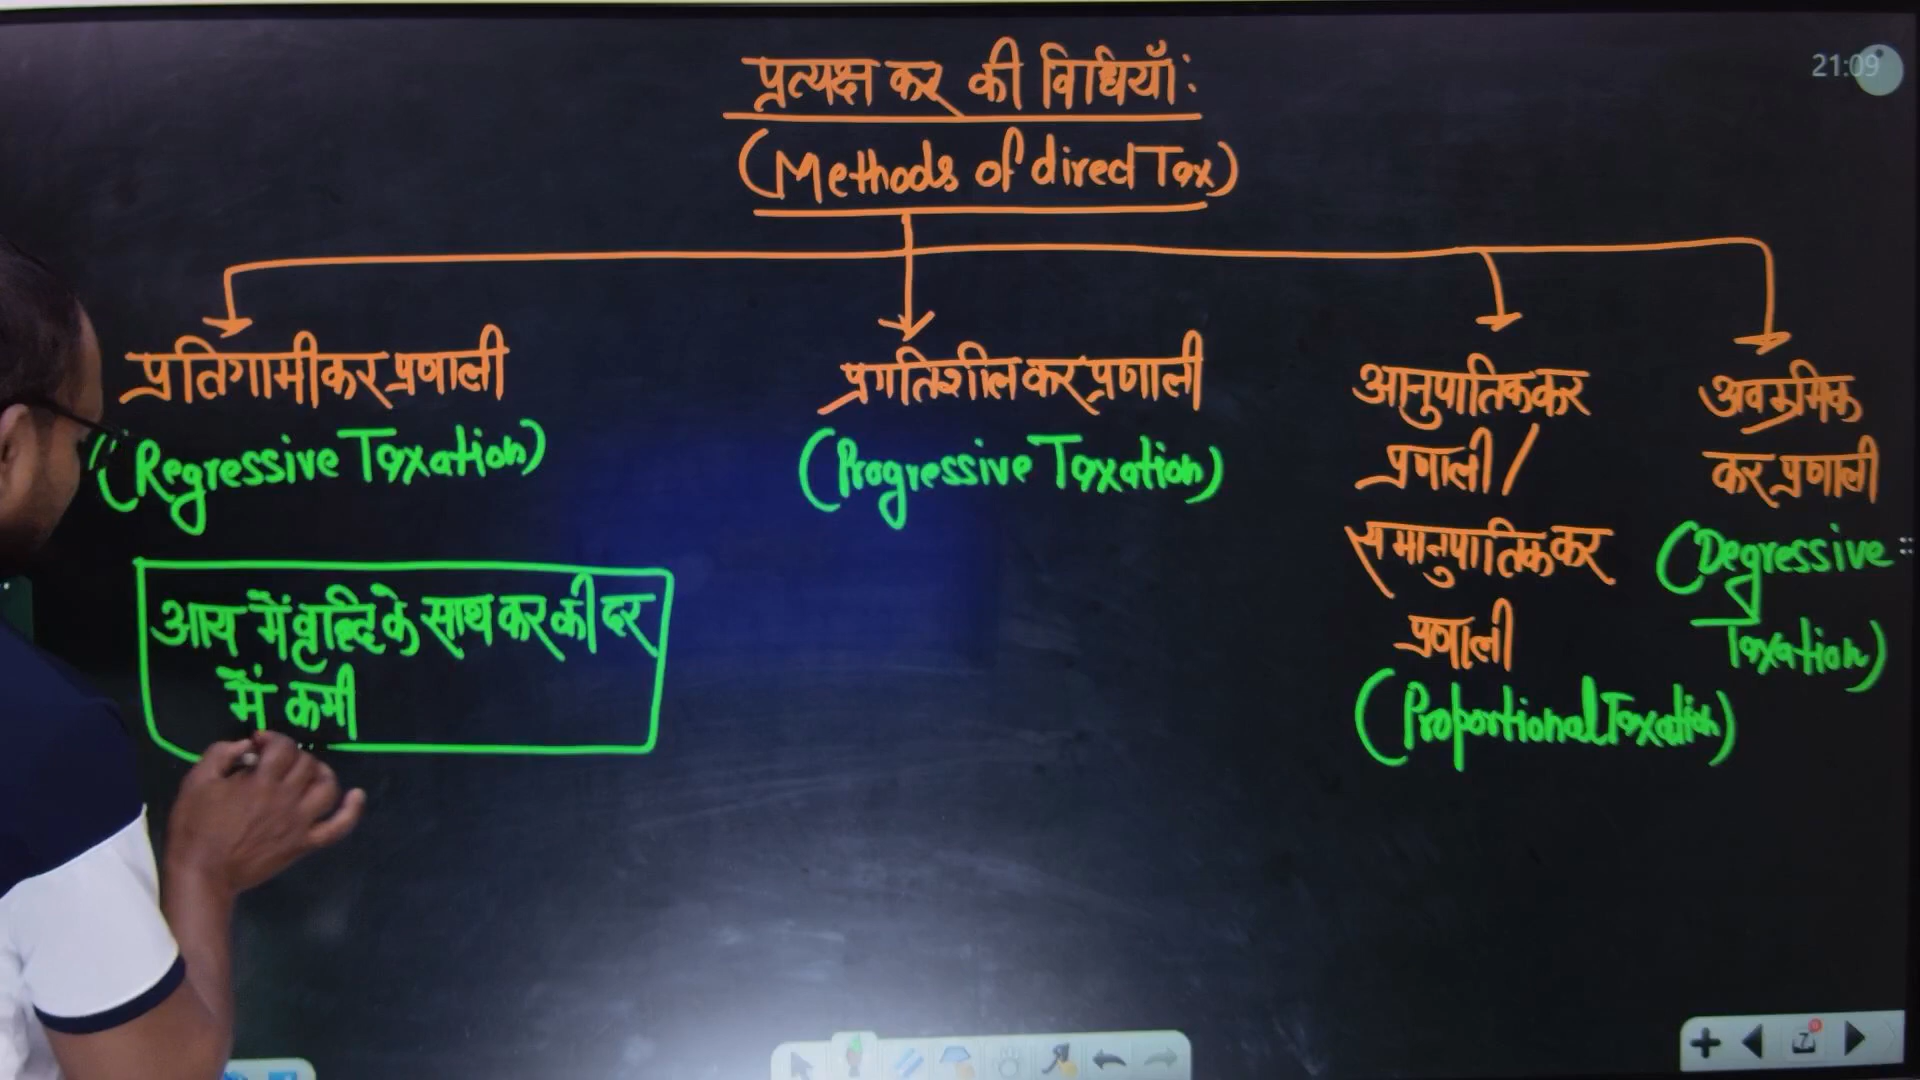 21:09
प्रत्यक्ष कर की विधियाँ:
(Methods of direct Tax)
प्रतिगामी कर प्रणाली
(Regressive Taxation)
आय में वृद्धि के साथ कर की दर
में कमी
प्रगतिशील कर प्रणाली
(Progressive Taxation)
आनुपातिक कर
प्रणाली /
समानुपातिक कर
प्रणाली
(Proportional Taxation)
अवक्रमिक
कर प्रणाली
(Degressive
Taxation)